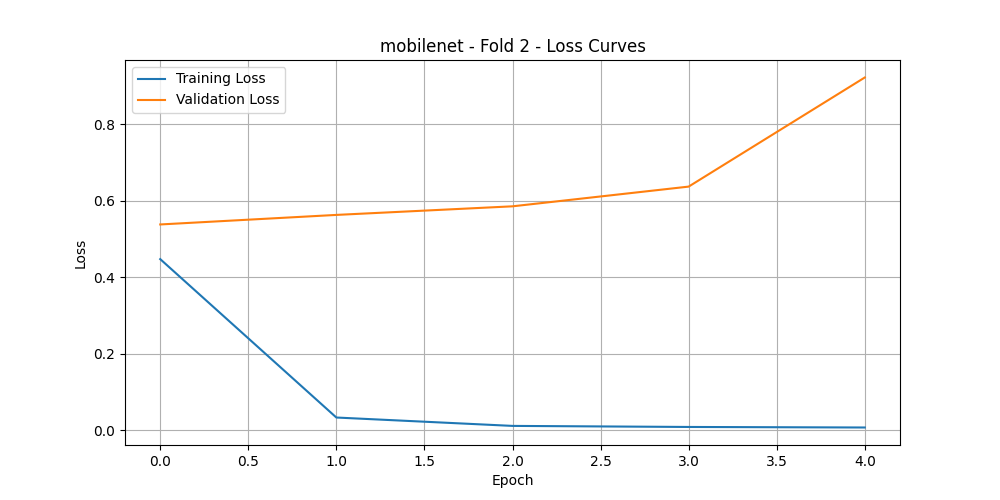 mobilenet - Fold 2 - Loss Curves
Training Loss
Validation Loss
Loss
0.8
0.6
0.4
0.2
0.0
0.0 0.5 1.0 1.5 2.0 2.5 3.0 3.5 4.0
Epoch